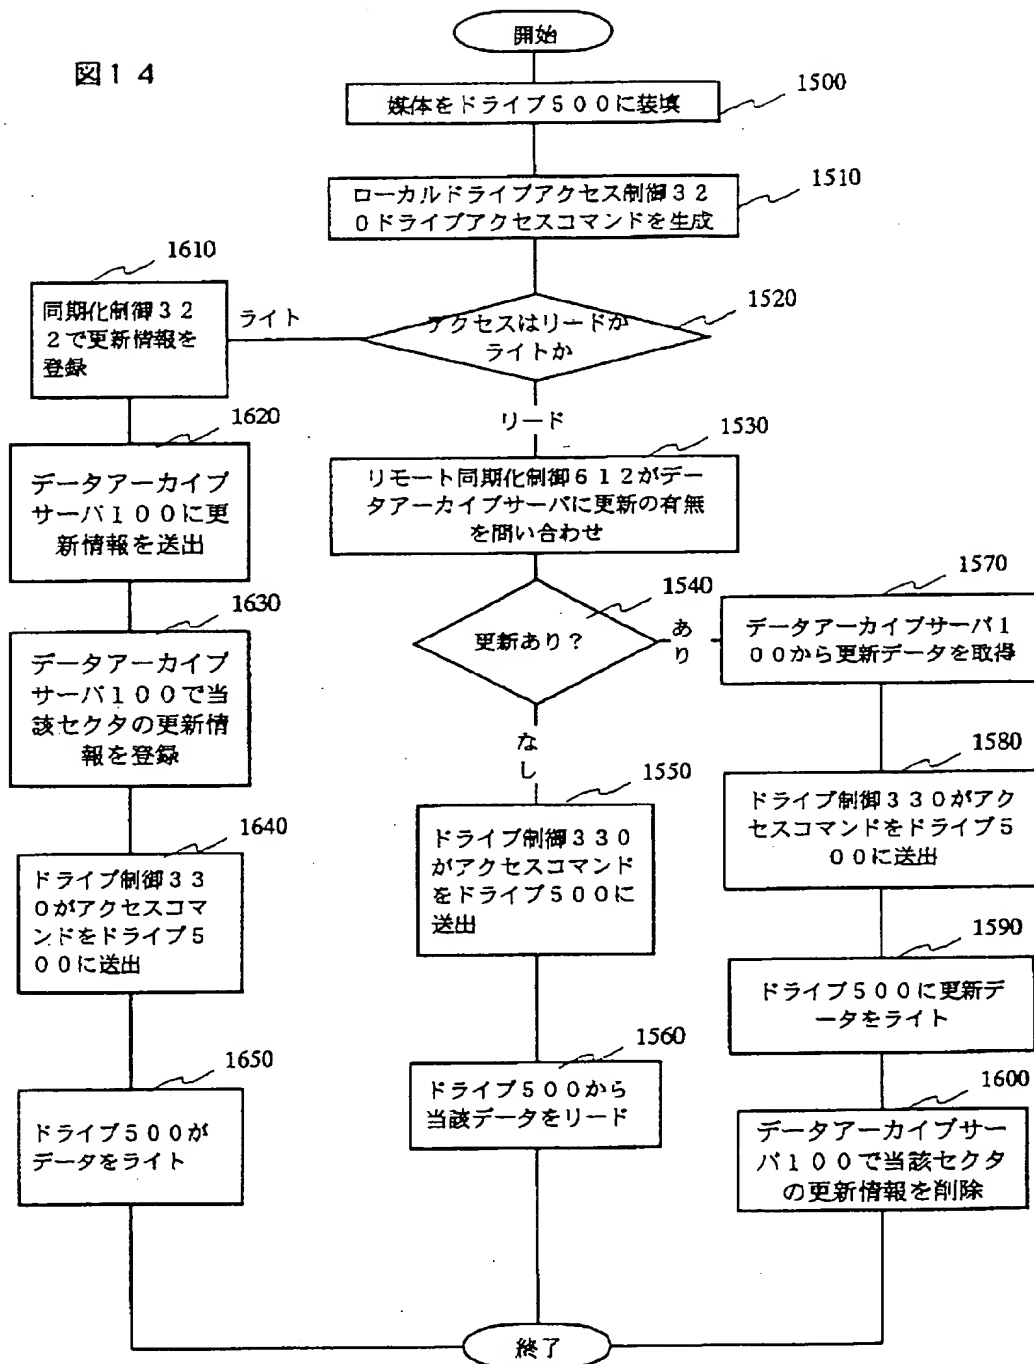 図１４
開始
媒体をドライブ５００に装填
1500
ローカルドライブアクセス制御３２
０ドライブアクセスコマンドを生成
1510
アクセスはリードか
ライトか
1520
ライト
リード
1610
同期化制御３２
２で更新情報を
登録
1620
データアーカイブ
サーバ１００に更
新情報を送出
1630
データアーカイブ
サーバ１００で当
該セクタの更新情
報を登録
1640
ドライブ制御３３
０がアクセスコマ
ンドをドライブ５
００に送出
1650
ドライブ５００が
データをライト
1530
リモート同期化制御６１２がデー
タアーカイブサーバに更新の有無
を問い合わせ
1540
更新あり？
あり
なし
1550
ドライブ制御３３０
がアクセスコマンド
をドライブ５００に
送出
1560
ドライブ５００から
当該データをリード
1570
データアーカイブサーバ１
００から更新データを取得
1580
ドライブ制御３３０がアク
セスコマンドをドライブ５
００に送出
1590
ドライブ５００に更新デ
ータをライト
1600
データアーカイブサー
バ１００で当該セクタ
の更新情報を削除
終了